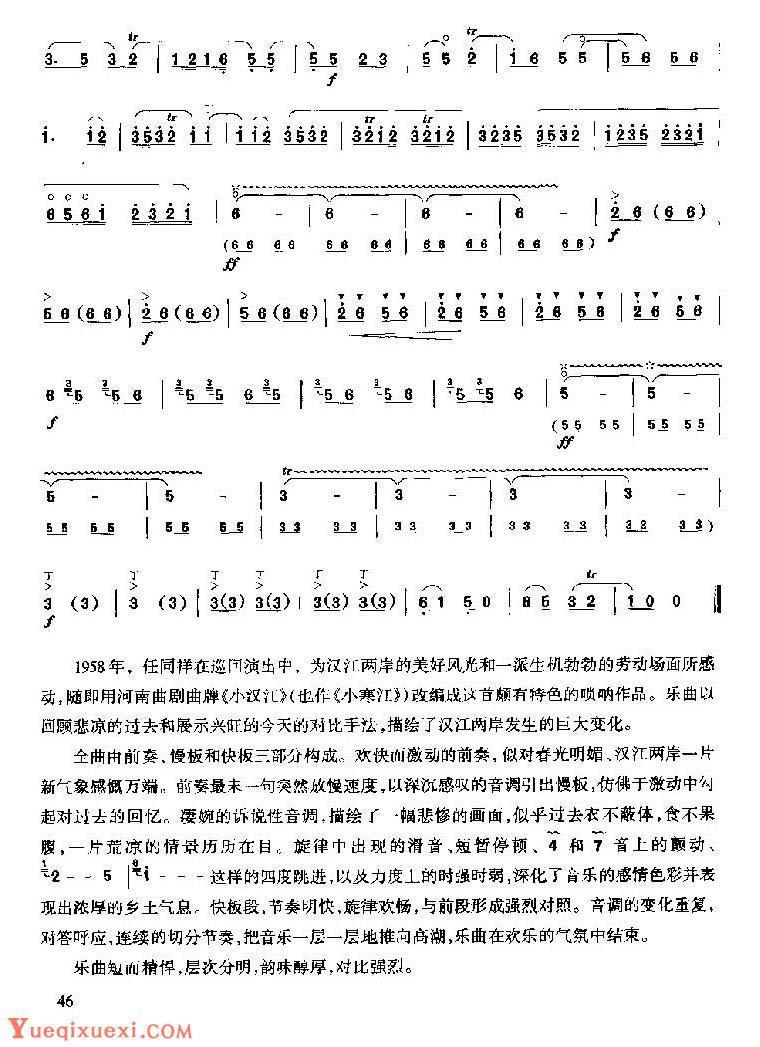 3. 5 3 2 | 1 2 1 6 5 5 | 5 5 2 3 | 5 5 2 | i 6 5 5 | 5 6 5 6
f
1. 1 2 | 3 5 3 2 i i | i i i 2 3 5 3 2 | 3 2 1 2 3 2 1 2 | 3 2 3 5 3 5 3 2 | i 2 3 5 2 3 2 i
6 5 6 i 2 3 2 i | 6 - | 6 - | 6 - | 6 - | 2 6 (6 6)
(6 6 6 6 | 6 6 6 6 | 6 6 6 6 | 6 6 6 6)
ff f
5 6 (6 6) | 2 6 (6 6) | 5 6 (6 6) | 2 6 5 6 | 2 6 5 6 | 2 6 5 6 | 2 6 5 6
f
6 5 5 6 | 5 5 6 5 | 5 6 5 6 | 5 5 6 | 5 - | 5 -
f (5 5 5 5 | 5 5 5 5
ff
5 - | 5 - | 3 - | 3 - | 3 - | 3 -
5 5 5 5 | 5 5 5 5 | 3 3 3 3 | 3 3 3 3 | 3 3 3 3 | 3 3 3 3)
3 (3) | 3 (3) | 3(3) 3(3) | 3(3) 3(3) | 6 1 5 0 | 6 5 3 2 | 1 0 0
f
1958年，任同祥在巡回演出中，为汉江两岸的美好风光和一派生机勃勃的劳动场面所感
动，随即用河南曲剧曲牌《小汉江》(也作《小寒江》)改编成这首颇有特色的唢呐作品。乐曲以
回顾悲凉的过去和展示兴旺的今天的对比手法，描绘了汉江两岸发生的巨大变化。
全曲由前奏、慢板和快板三部分构成。欢快而激动的前奏，似对春光明媚、汉江两岸一片
新气象感慨万端。前奏最末一句突然放慢速度，以深沉感叹的音调引出慢板，仿佛于激动中勾
起对过去的回忆。凄婉的诉说性音调，描绘了一幅悲惨的画面，似乎过去衣不蔽体，食不果
腹，一片荒凉的情景历历在目。旋律中出现的滑音、短暂停顿、4 和 7 音上的颤动、
2 - - 5 | i - - - 这样的四度跳进，以及力度上的时强时弱，深化了音乐的感情色彩并表
现出浓厚的乡土气息。快板段，节奏明快，旋律欢畅，与前段形成强烈对照。音调的变化重复，
对答呼应，连续的切分节奏，把音乐一层一层地推向高潮，乐曲在欢乐的气氛中结束。
乐曲短而精悍，层次分明，韵味醇厚，对比强烈。
46
Yueqixuexi.com